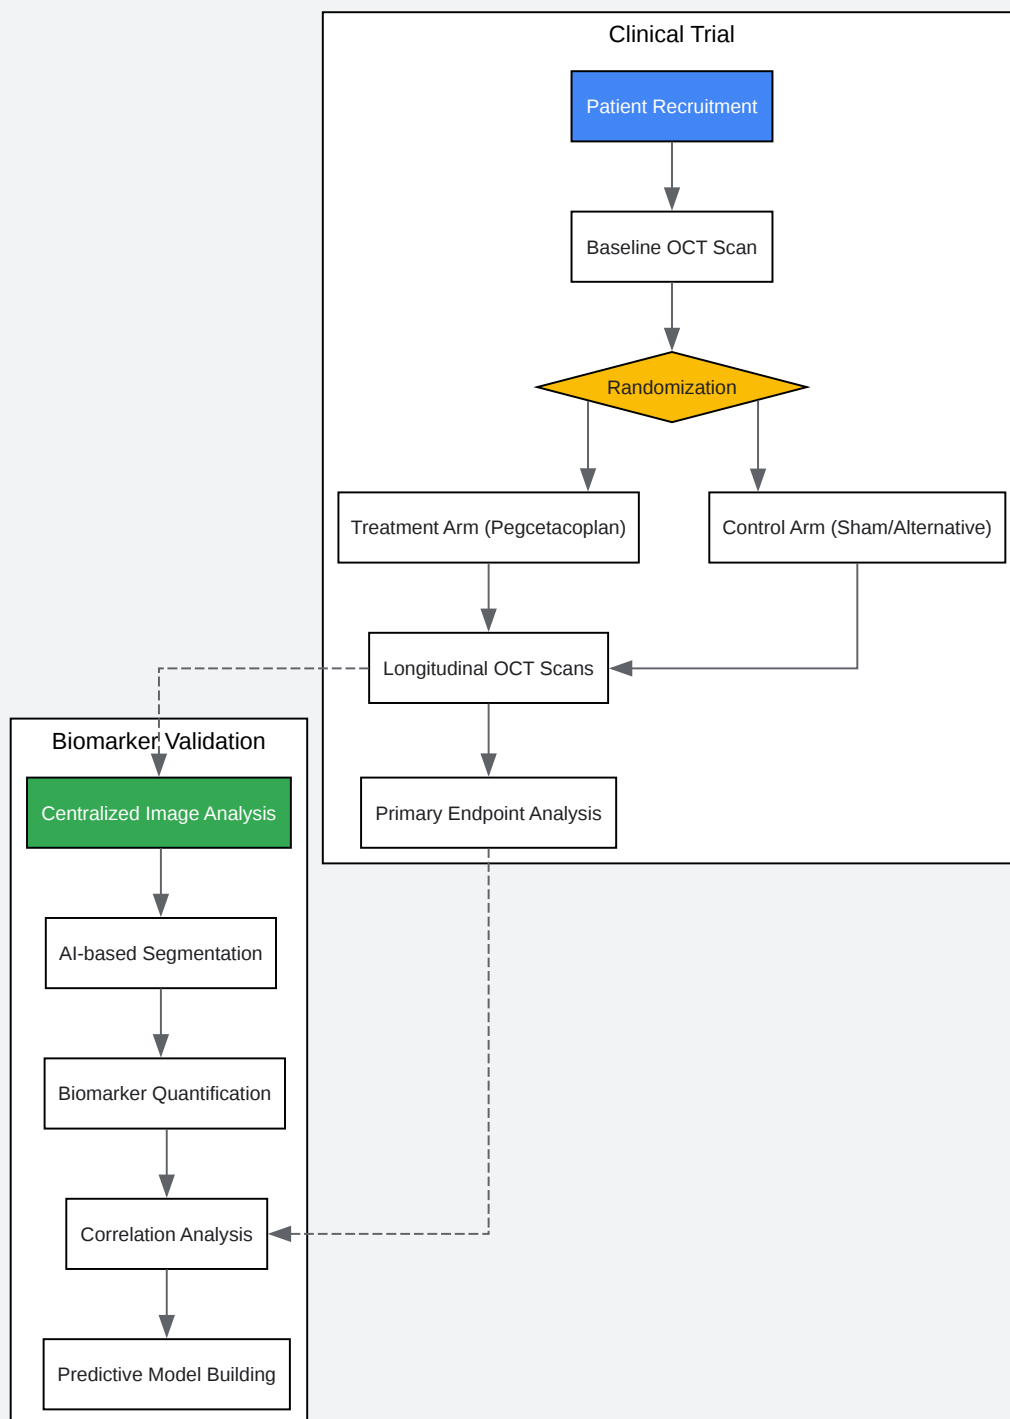 Clinical Trial
Patient Recruitment
Baseline OCT Scan
Randomization
Treatment Arm (Pegcetacoplan)
Control Arm (Sham/Alternative)
Longitudinal OCT Scans
Primary Endpoint Analysis
Biomarker Validation
Centralized Image Analysis
AI-based Segmentation
Biomarker Quantification
Correlation Analysis
Predictive Model Building